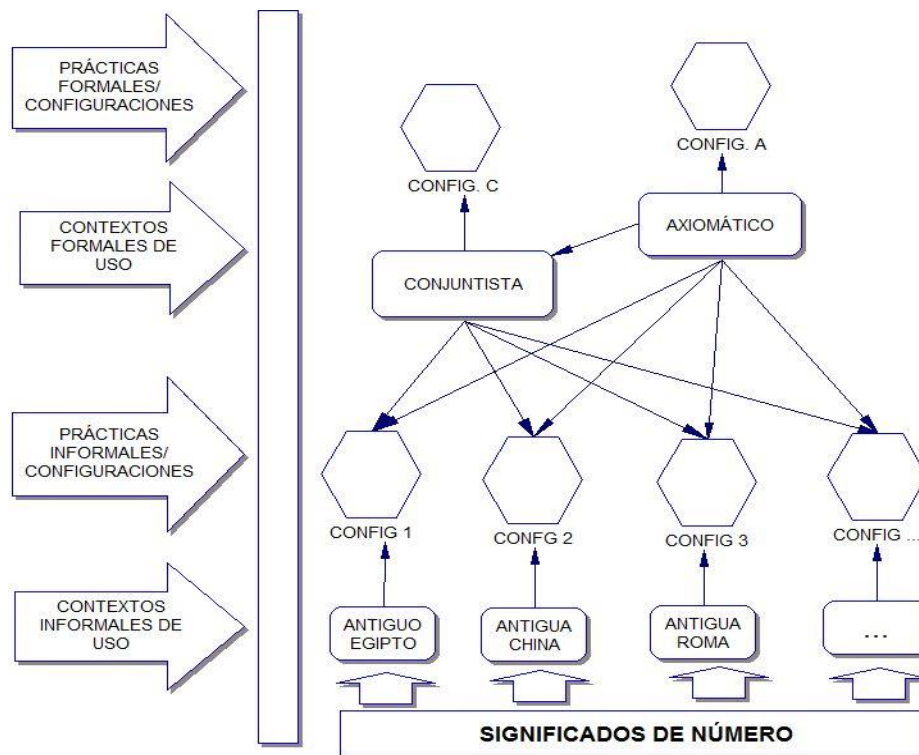 PRÁCTICAS
FORMALES/
CONFIGURACIONES
CONTEXTOS
FORMALES DE
USO
PRÁCTICAS
INFORMALES/
CONFIGURACIONES
CONTEXTOS
INFORMALES DE
USO
CONFIG. C
CONFIG. A
AXIOMÁTICO
CONJUNTISTA
CONFIG 1
CONFG 2
CONFIG 3
CONFIG ...
ANTIGUO
EGIPTO
ANTIGUA
CHINA
ANTIGUA
ROMA
...
SIGNIFICADOS DE NÚMERO